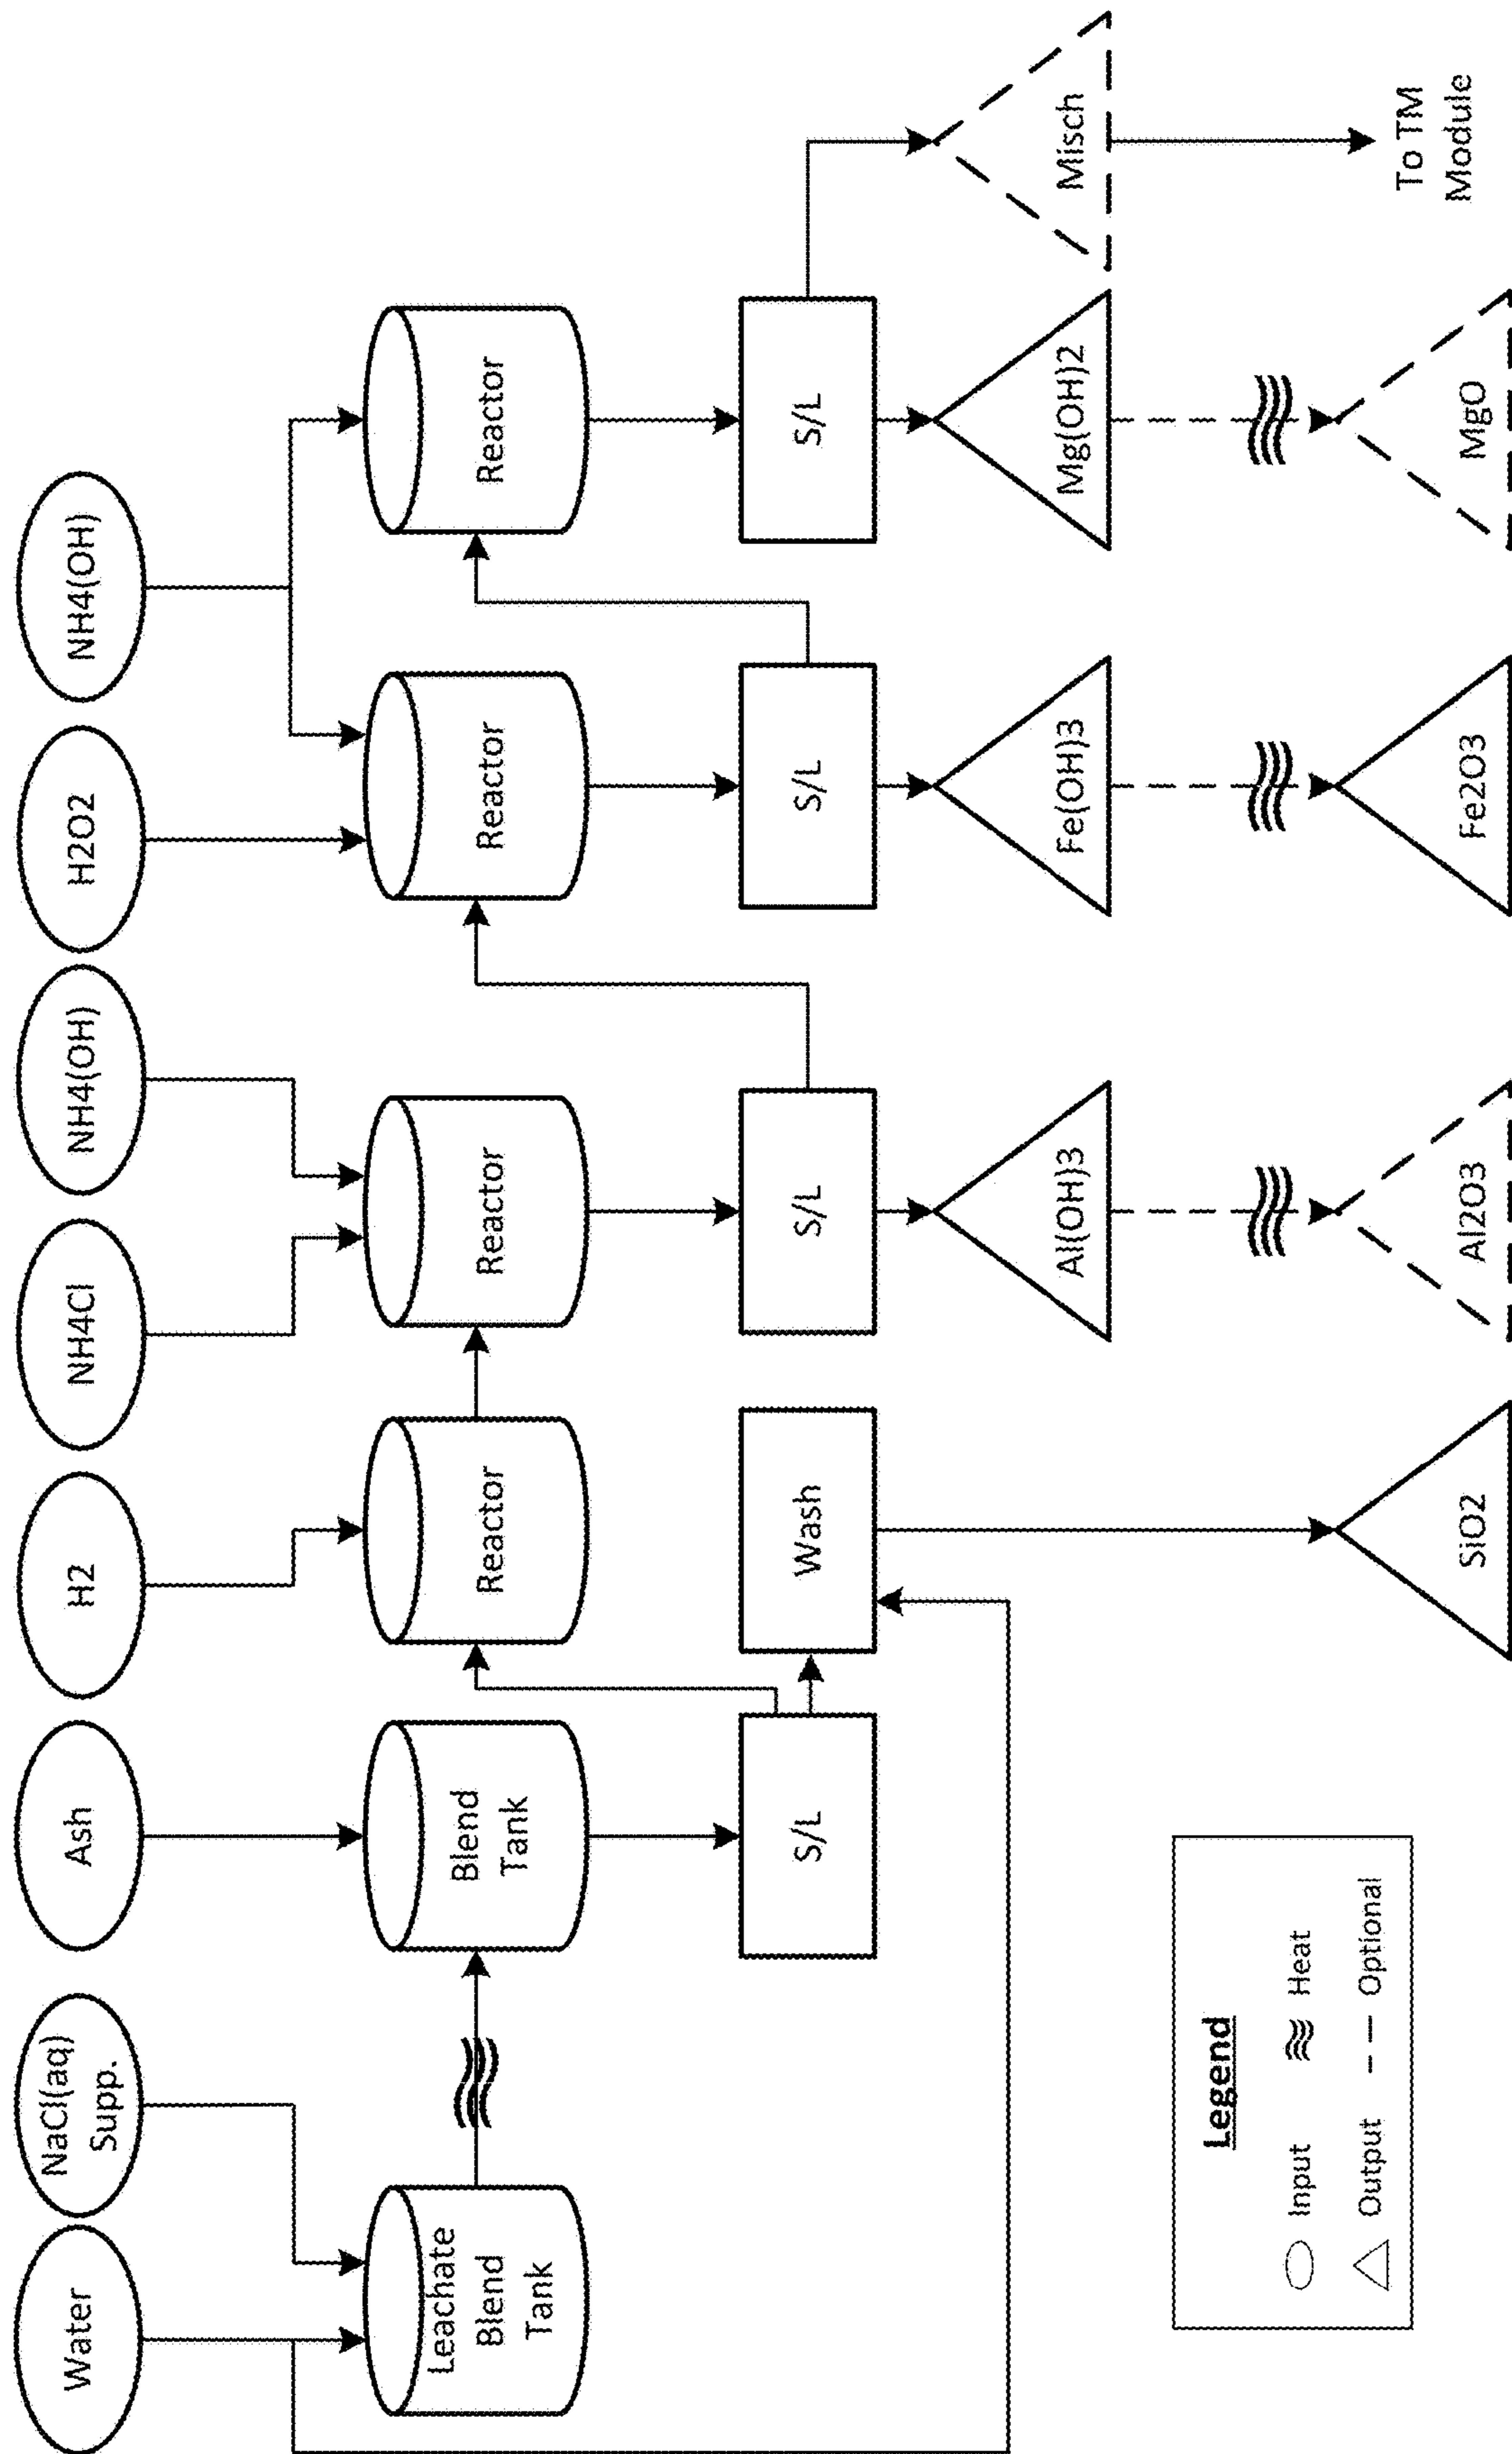 Water
NaCl(aq)
Supp.
Ash
H2
NH4Cl
NH4(OH)
H2O2
NH4(OH)
Leachate
Blend
Tank
Blend
Tank
Reactor
Reactor
Reactor
Reactor
S/L
Wash
S/L
S/L
S/L
Al(OH)3
Fe(OH)3
Mg(OH)2
Misch
SiO2
Al2O3
Fe2O3
MgO
To TM
Module
Legend
Input
Heat
Output
Optional